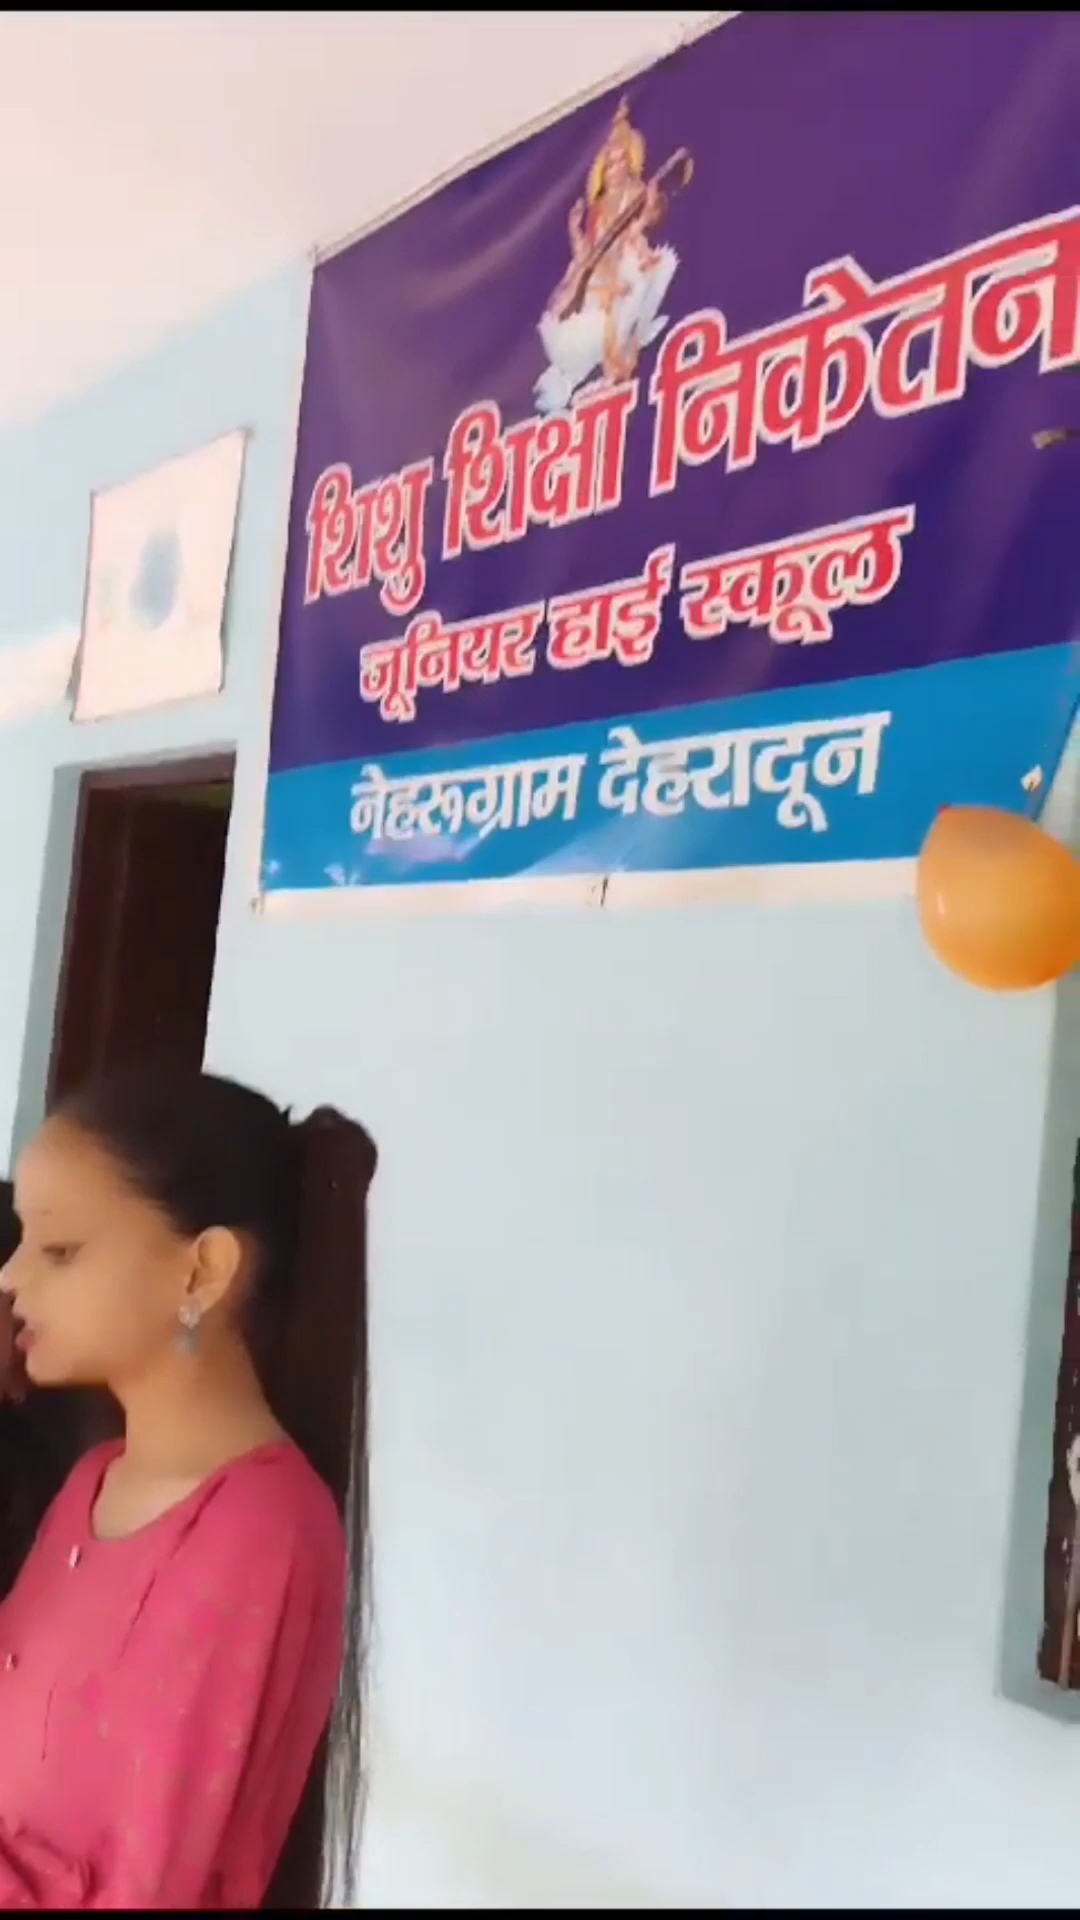 शिशु शिक्षा निकेतन
जूनियर हाई स्कूल
नेहरुग्राम देहरादून